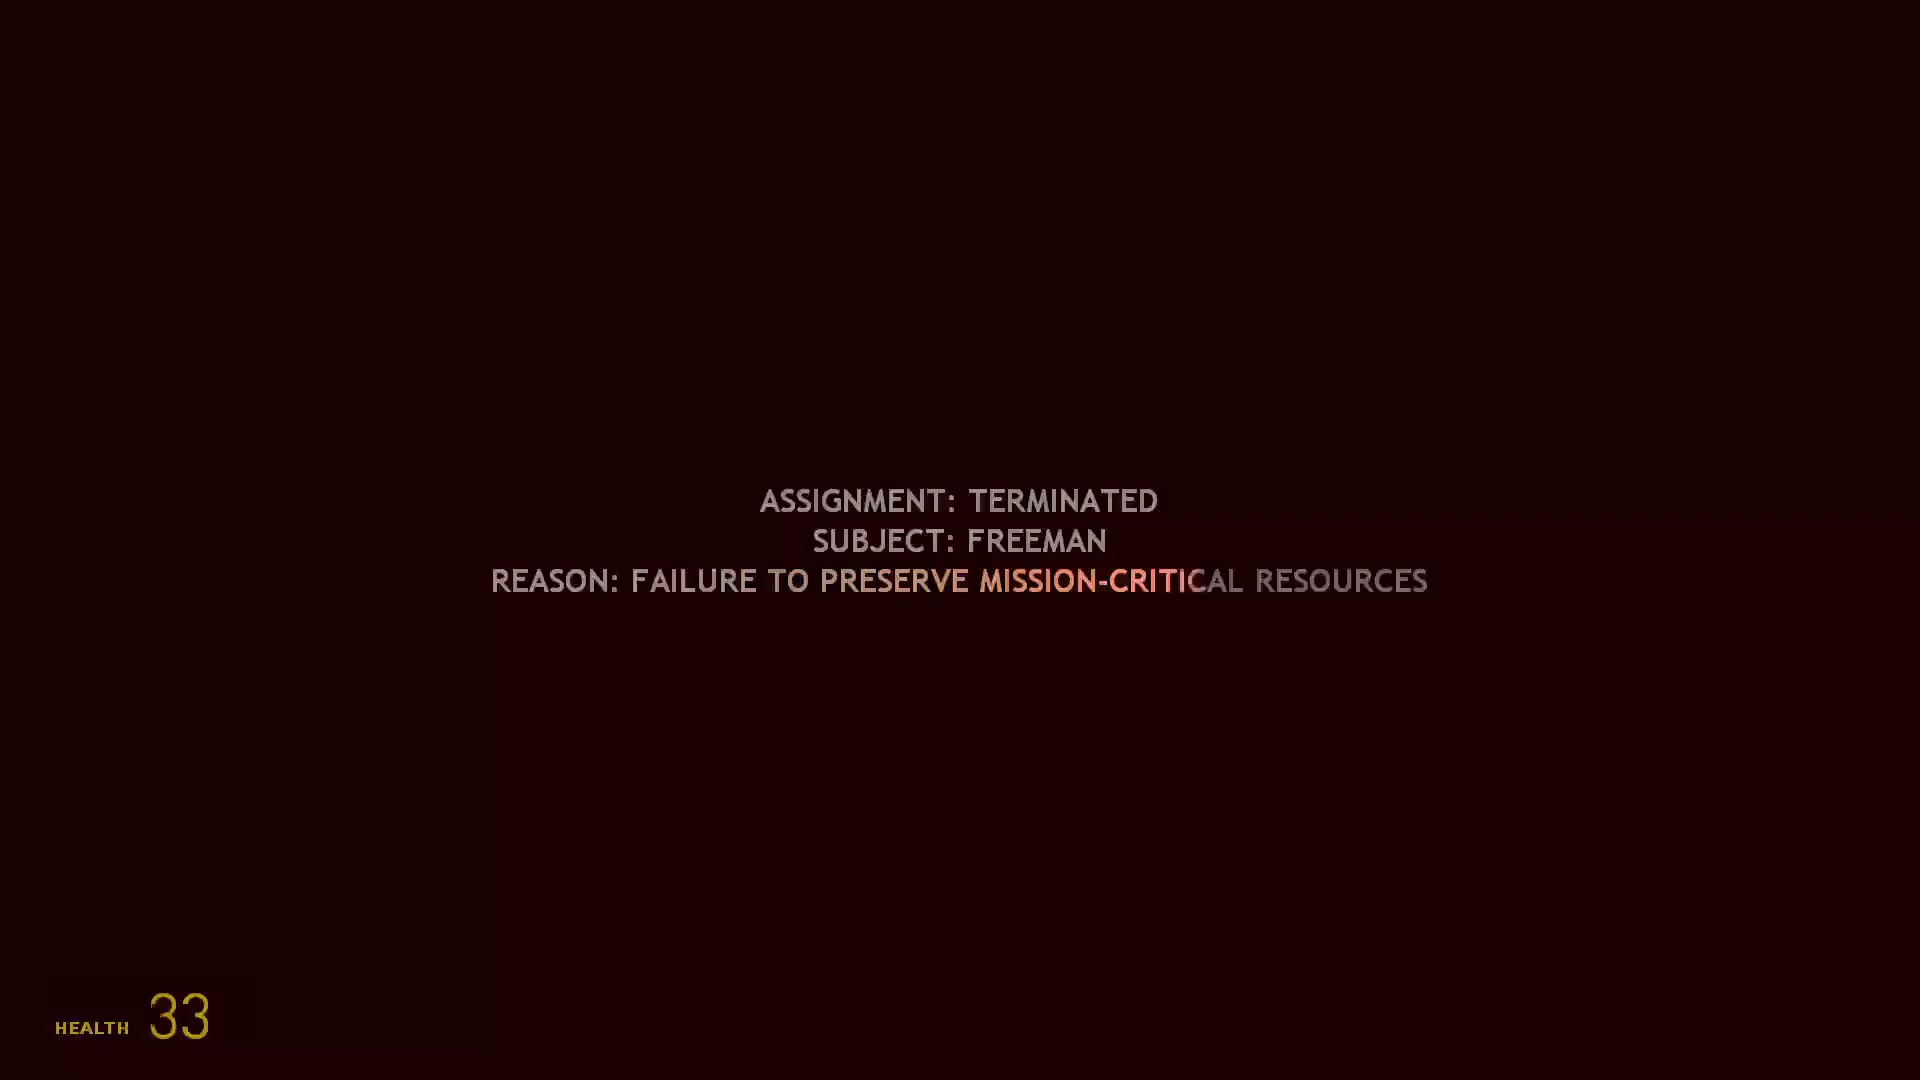 ASSIGNMENT: TERMINATED
SUBJECT: FREEMAN
REASON: FAILURE TO PRESERVE MISSION-CRITICAL RESOURCES
HEALTH 33